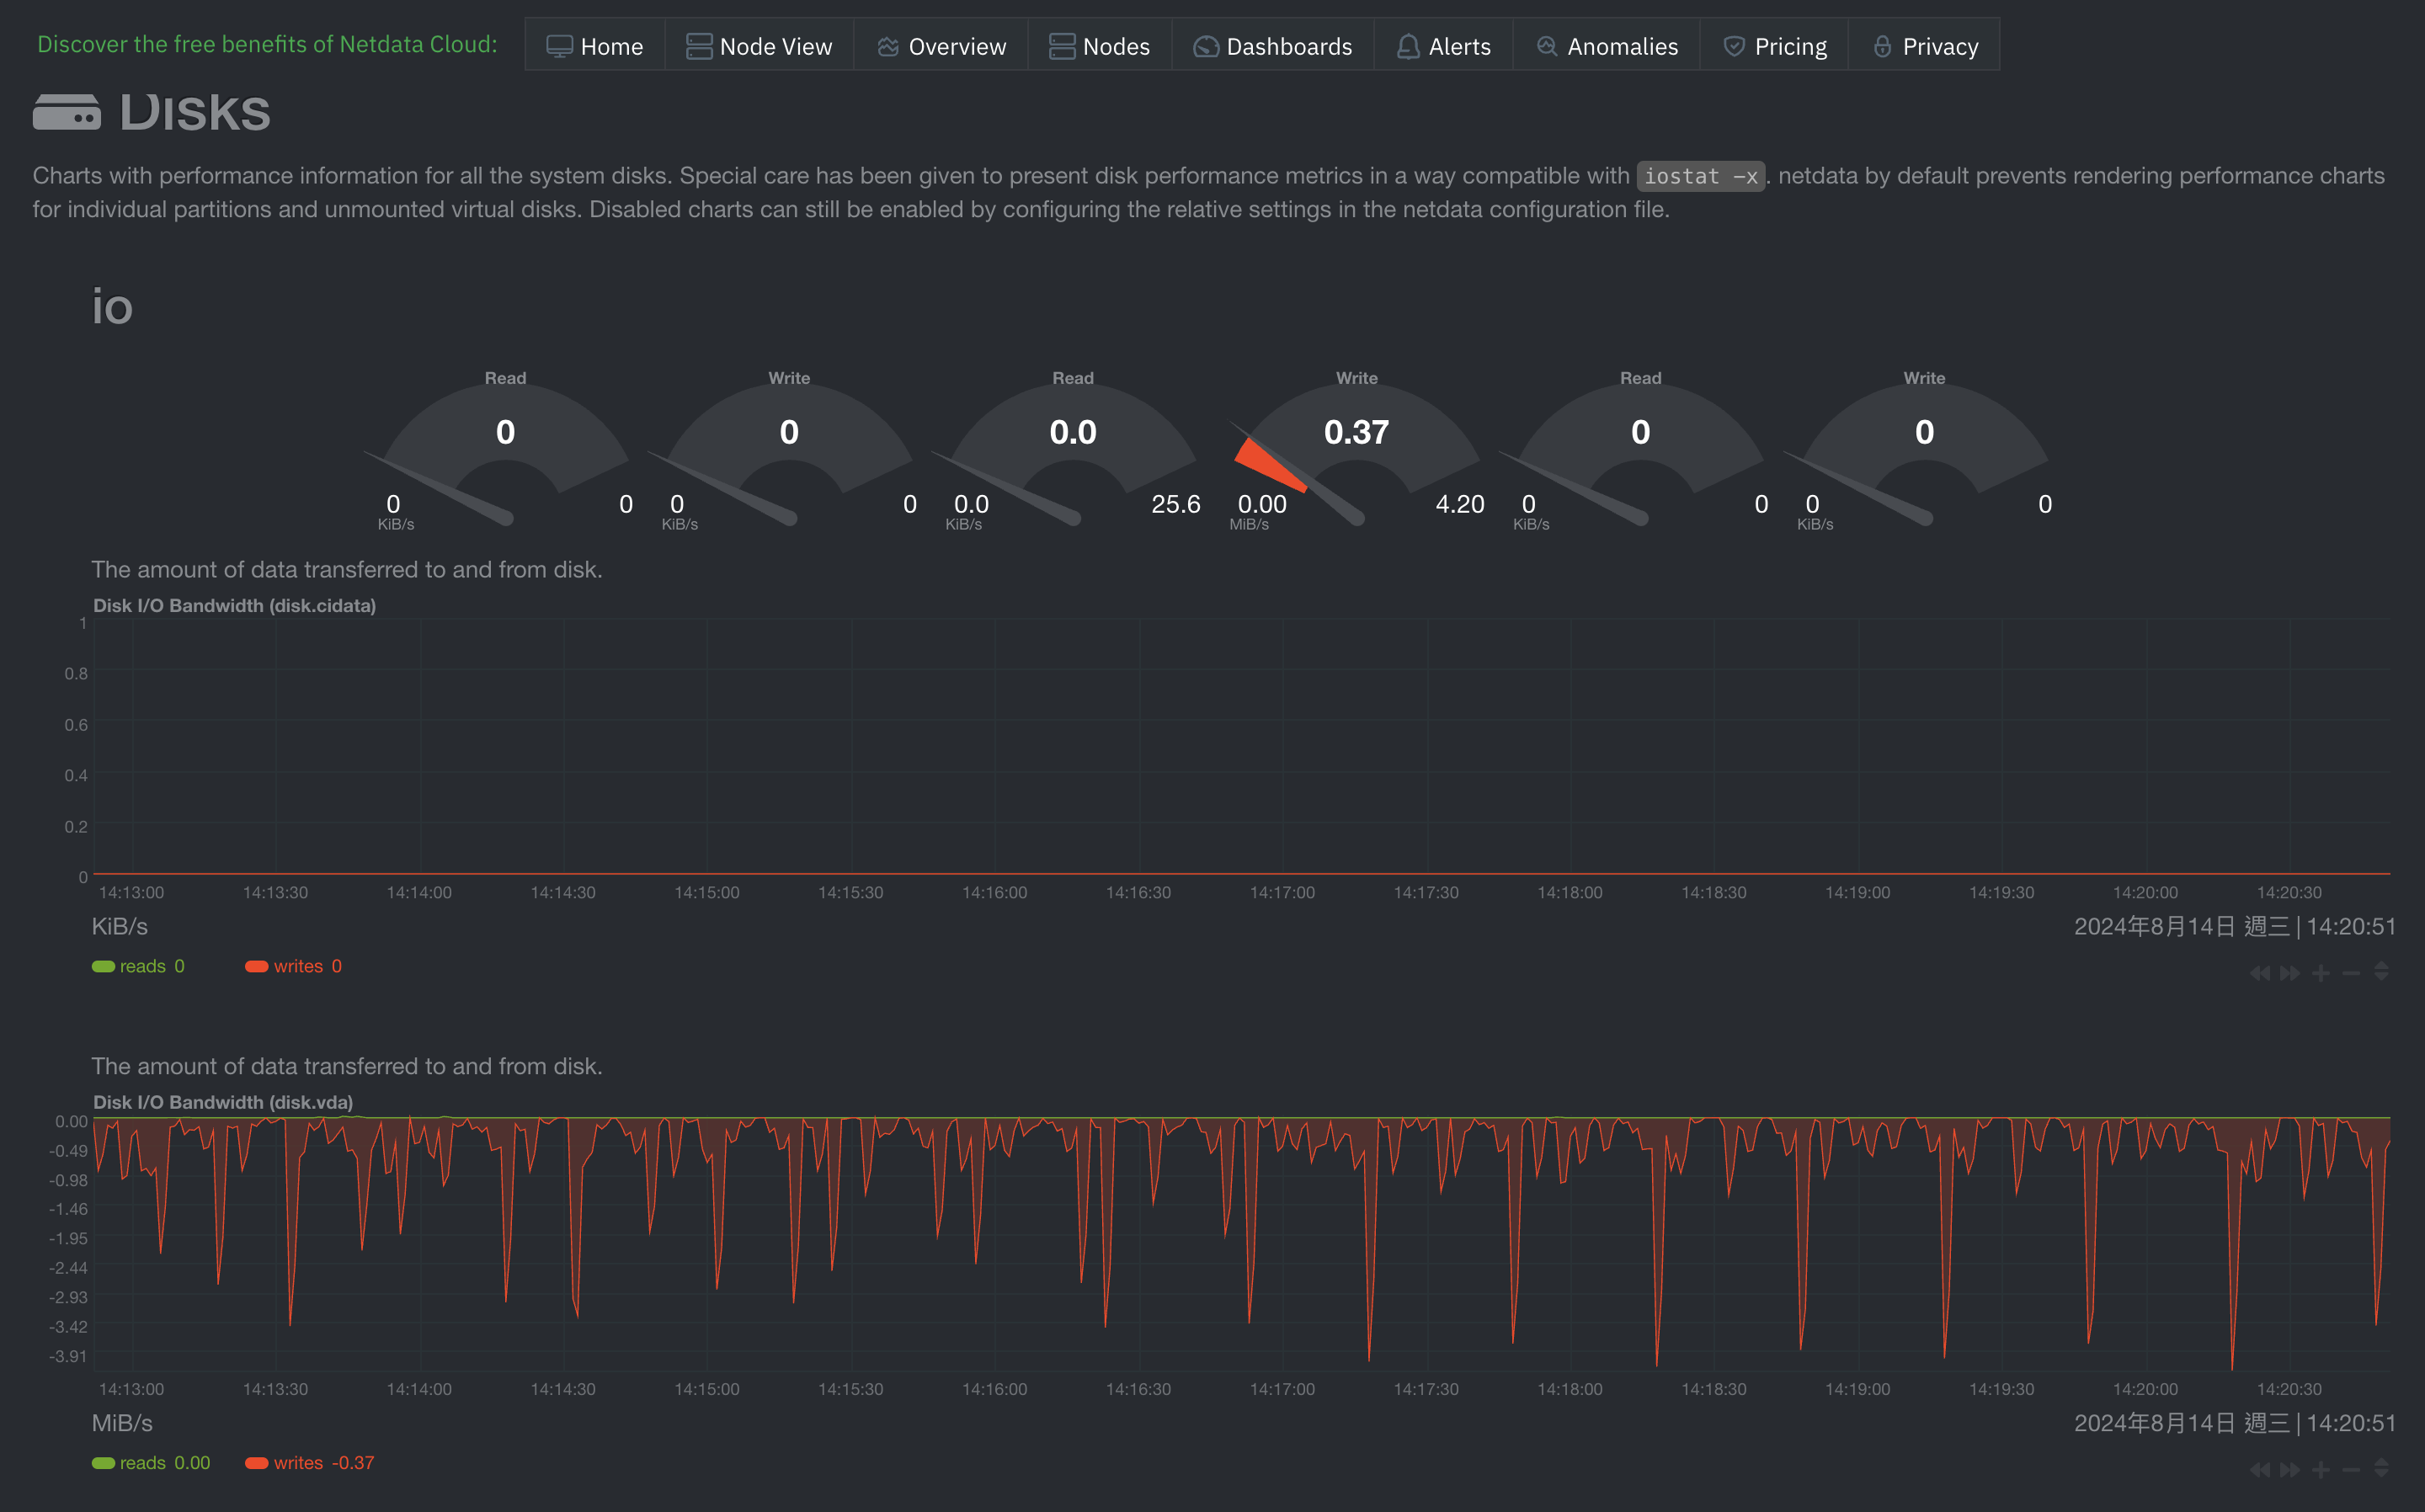 Discover the free benefits of Netdata Cloud: Home Node View Overview Nodes Dashboards Alerts Anomalies Pricing Privacy
Disks
Charts with performance information for all the system disks. Special care has been given to present disk performance metrics in a way compatible with iostat -x. netdata by default prevents rendering performance charts
for individual partitions and unmounted virtual disks. Disabled charts can still be enabled by configuring the relative settings in the netdata configuration file.
io
Read Write Read Write Read Write
0 0 0.0 0.37 0 0
0 0 0 0 0.0 25.6 0.00 4.20 0 0 0 0
KiB/s KiB/s KiB/s MiB/s KiB/s KiB/s
The amount of data transferred to and from disk.
Disk I/O Bandwidth (disk.cidata)
1
0.8
0.6
0.4
0.2
0
14:13:00 14:13:30 14:14:00 14:14:30 14:15:00 14:15:30 14:16:00 14:16:30 14:17:00 14:17:30 14:18:00 14:18:30 14:19:00 14:19:30 14:20:00 14:20:30
KiB/s 2024年8月14日 週三 | 14:20:51
reads 0 writes 0
The amount of data transferred to and from disk.
Disk I/O Bandwidth (disk.vda)
0.00
-0.49
-0.98
-1.46
-1.95
-2.44
-2.93
-3.42
-3.91
14:13:00 14:13:30 14:14:00 14:14:30 14:15:00 14:15:30 14:16:00 14:16:30 14:17:00 14:17:30 14:18:00 14:18:30 14:19:00 14:19:30 14:20:00 14:20:30
MiB/s 2024年8月14日 週三 | 14:20:51
reads 0.00 writes -0.37